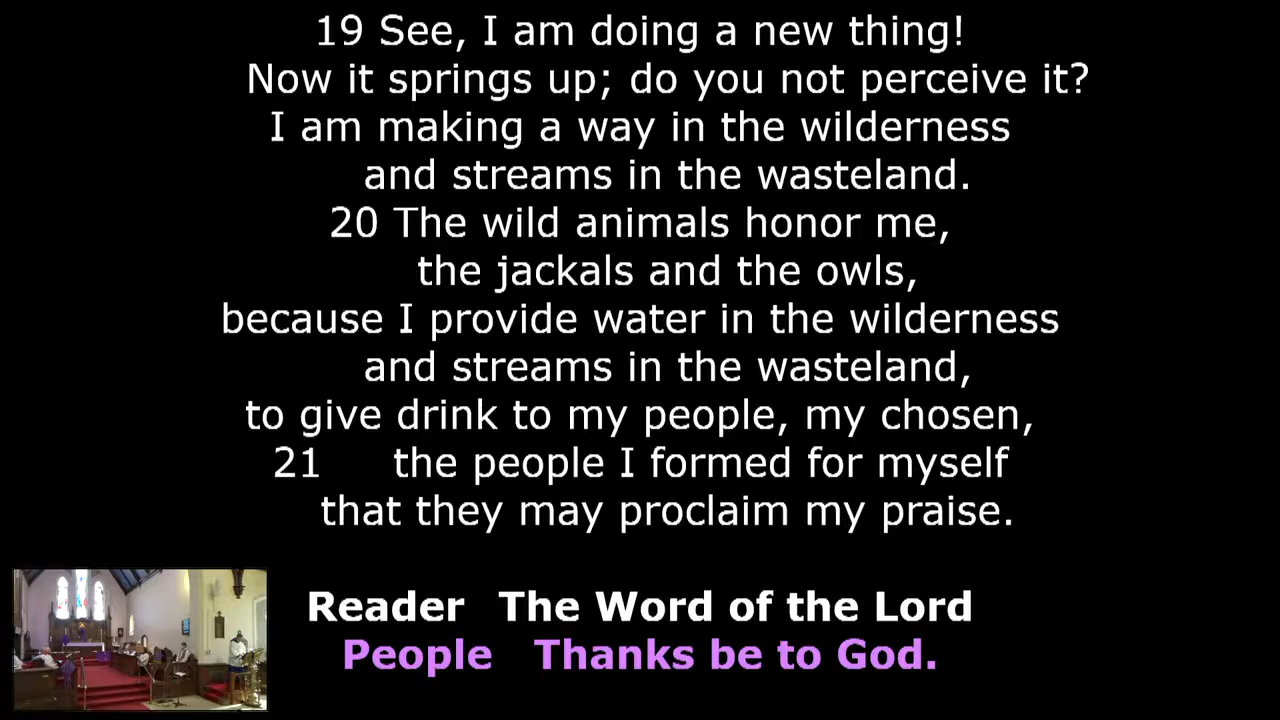 19 See, I am doing a new thing!
Now it springs up; do you not perceive it?
I am making a way in the wilderness
and streams in the wasteland.
20 The wild animals honor me,
the jackals and the owls,
because I provide water in the wilderness
and streams in the wasteland,
to give drink to my people, my chosen,
21 the people I formed for myself
that they may proclaim my praise.
Reader The Word of the Lord
People Thanks be to God.